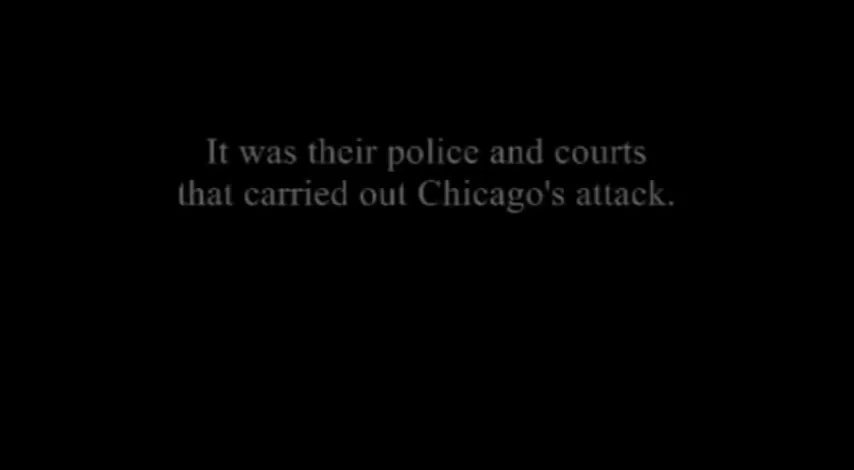 It was their police and courts
that carried out Chicago's attack.